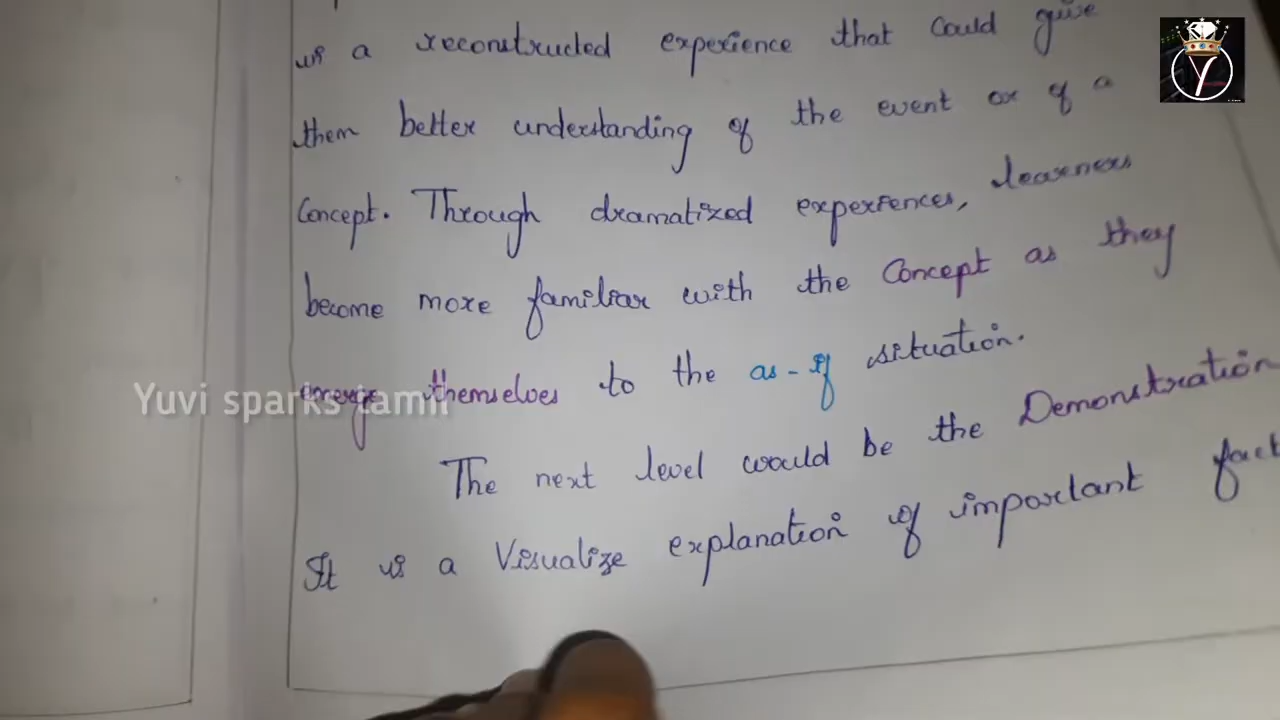 is a reconstructed experience that could give
them better understanding of the event or of a
Concept. Through dramatized experiences, learners
become more familiar with the Concept as they
emerge themselves to the as-if situation.
Yuvi sparks tamil
The next level would be the Demonstration
It is a Visualize explanation of important fact
Y